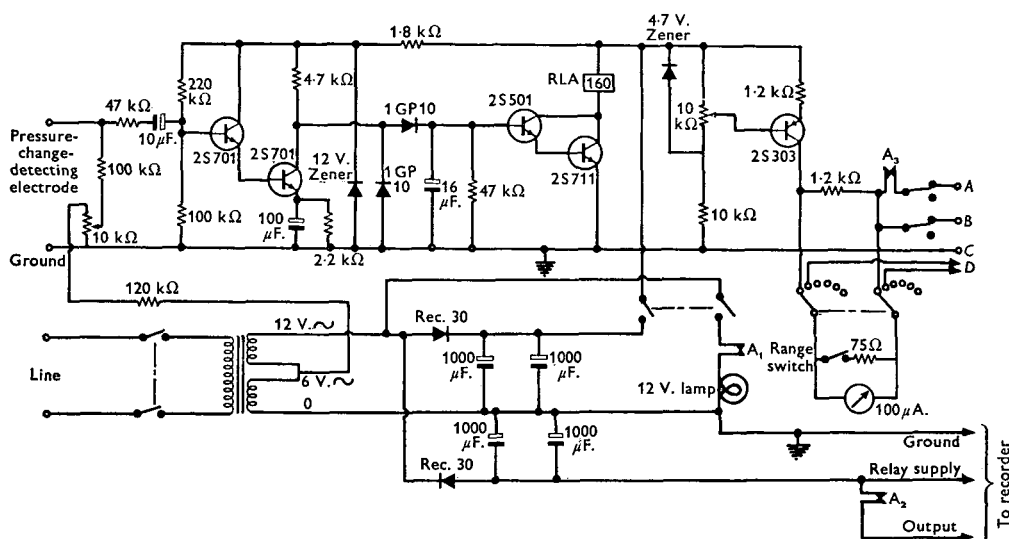 4·7 V.
Zener
1·8 kΩ
220
kΩ
4·7 kΩ
RLA
160
1·2 kΩ
47 kΩ
10 μF.
2S701
1 GP10
2S501
10
kΩ
2S303
Pressure-
change-
detecting
electrode
100 kΩ
2S701
12 V.
Zener
1 GP
10
2S711
A3
A
1·2 kΩ
16
μF.
47 kΩ
100 kΩ
100
μF.
10 kΩ
B
10 kΩ
Ground
2·2 kΩ
C
D
120 kΩ
12 V.
Rec. 30
Line
6 V.
0
1000
μF.
1000
μF.
A1
Range
switch
75Ω
12 V. lamp
100μA.
1000
μF.
1000
μF.
Ground
Rec. 30
Relay supply
A2
Output
To recorder